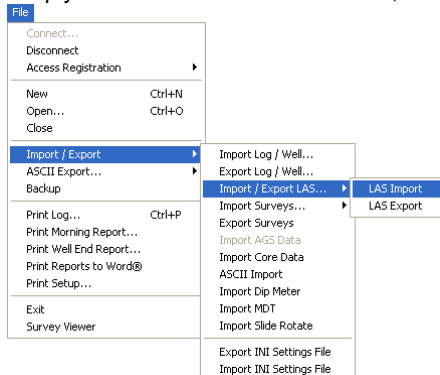 File
Connect...
Disconnect
Access Registration
New Ctrl+N
Open... Ctrl+O
Close
Import / Export
ASCII Export...
Backup
Print Log... Ctrl+P
Print Morning Report...
Print Well End Report...
Print Reports to Word®
Print Setup...
Exit
Survey Viewer
Import Log / Well...
Export Log / Well...
Import / Export LAS...
Import Surveys...
Export Surveys
Import AGS Data
Import Core Data
ASCII Import
Import Dip Meter
Import MDT
Import Slide Rotate
Export INI Settings File
Import INI Settings File
LAS Import
LAS Export